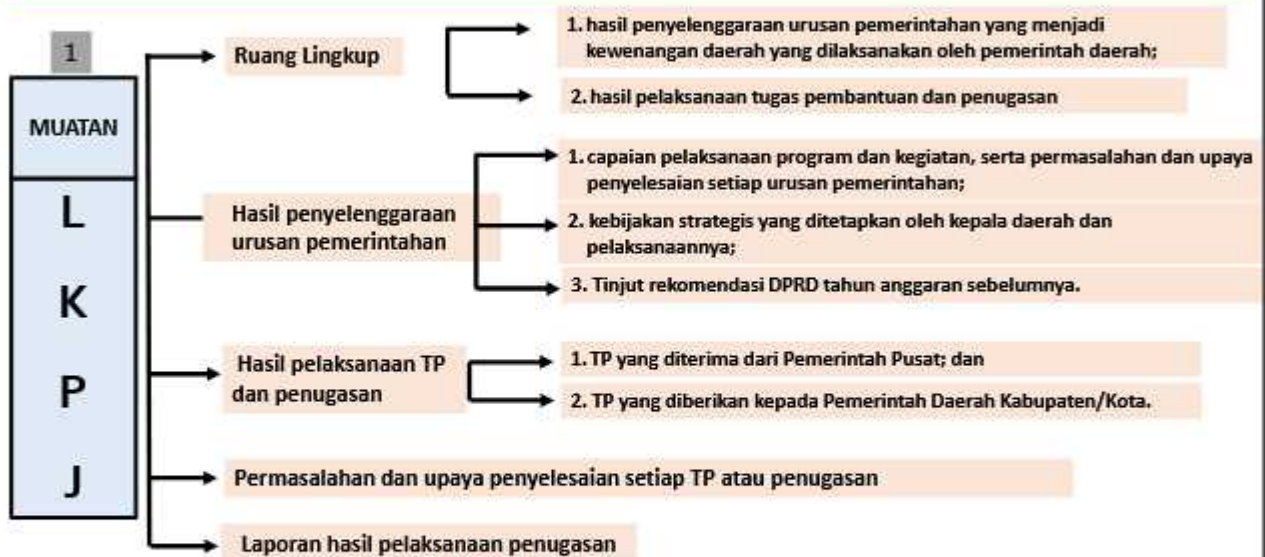 1
MUATAN
L
K
P
J
Ruang Lingkup
1. hasil penyelenggaraan urusan pemerintahan yang menjadi
kewenangan daerah yang dilaksanakan oleh pemerintah daerah;
2. hasil pelaksanaan tugas pembantuan dan penugasan
Hasil penyelenggaraan
urusan pemerintahan
1. capaian pelaksanaan program dan kegiatan, serta permasalahan dan upaya
penyelesaian setiap urusan pemerintahan;
2. kebijakan strategis yang ditetapkan oleh kepala daerah dan
pelaksanaannya;
3. Tinjut rekomendasi DPRD tahun anggaran sebelumnya.
Hasil pelaksanaan TP
dan penugasan
1. TP yang diterima dari Pemerintah Pusat; dan
2. TP yang diberikan kepada Pemerintah Daerah Kabupaten/Kota.
Permasalahan dan upaya penyelesaian setiap TP atau penugasan
Laporan hasil pelaksanaan penugasan